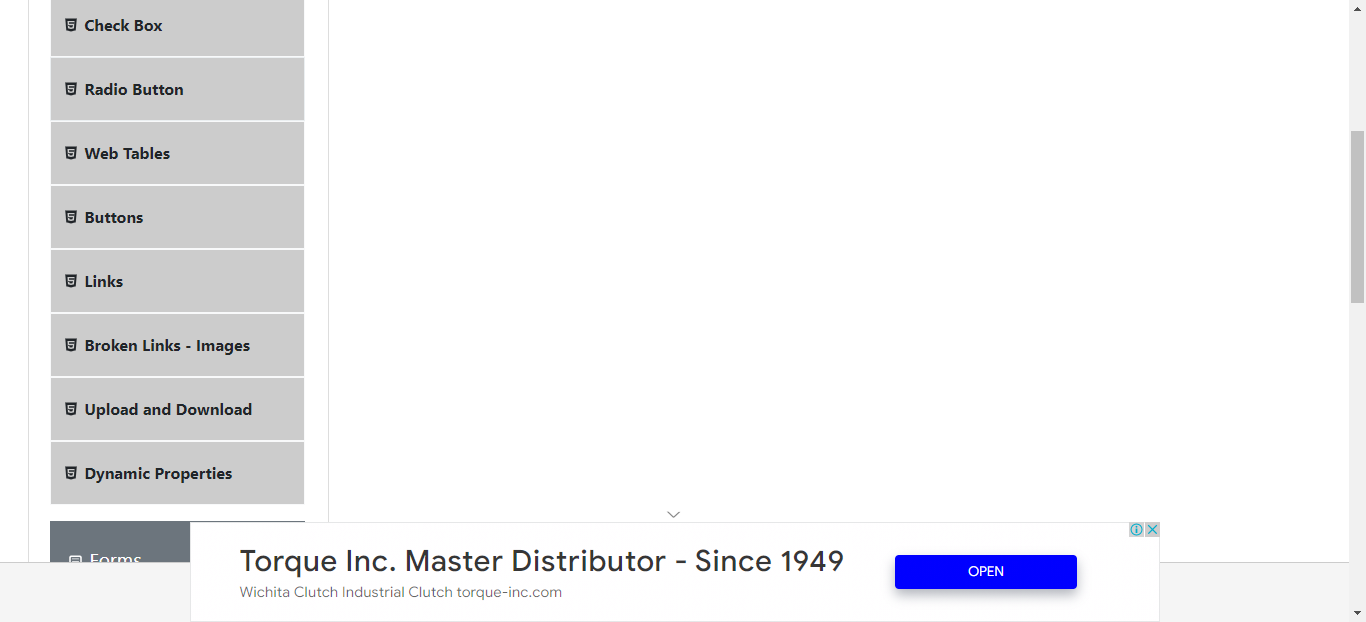 Check Box
Radio Button
Web Tables
Buttons
Links
Broken Links - Images
Upload and Download
Dynamic Properties
Forms
Torque Inc. Master Distributor - Since 1949
Wichita Clutch Industrial Clutch torque-inc.com
OPEN